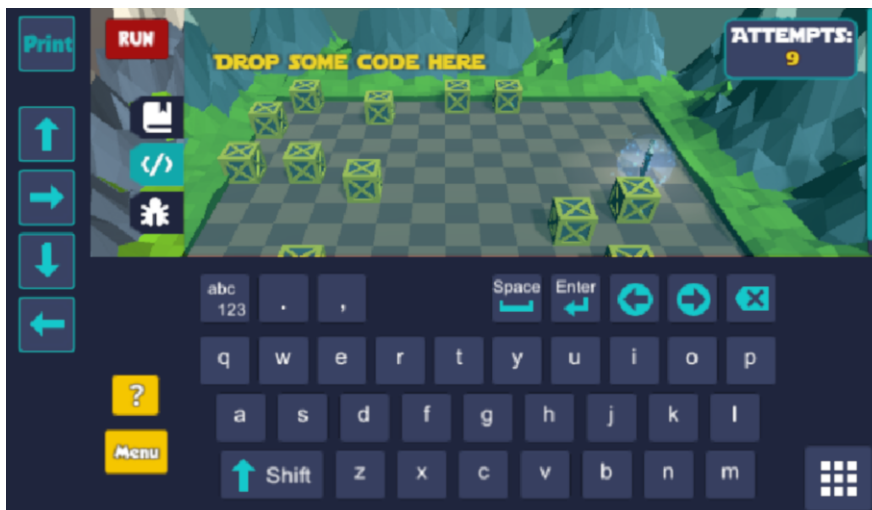 Print
RUN
DROP SOME CODE HERE
ATTEMPTS:
9
</>
abc
123
.
,
Space
Enter
q w e r t y u i o p
?
a s d f g h j k l
Menu
Shift z x c v b n m